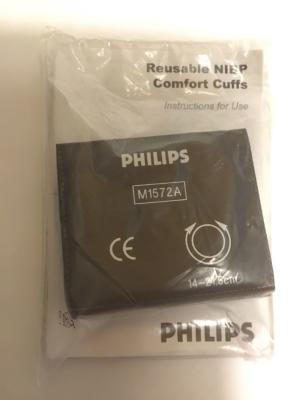 Reusable NIBP
Comfort Cuffs
Instructions for Use
PHILIPS
M1572A
CE
PHILIPS